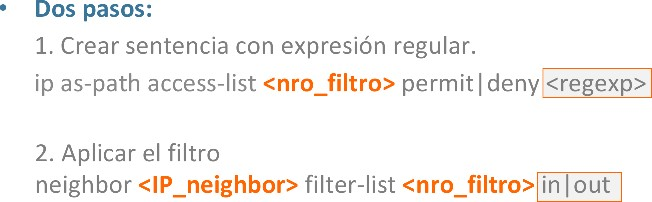 • Dos pasos:
1. Crear sentencia con expresión regular.
ip as-path access-list <nro_filtro> permit|deny <regexp>
2. Aplicar el filtro
neighbor <IP_neighbor> filter-list <nro_filtro> in|out